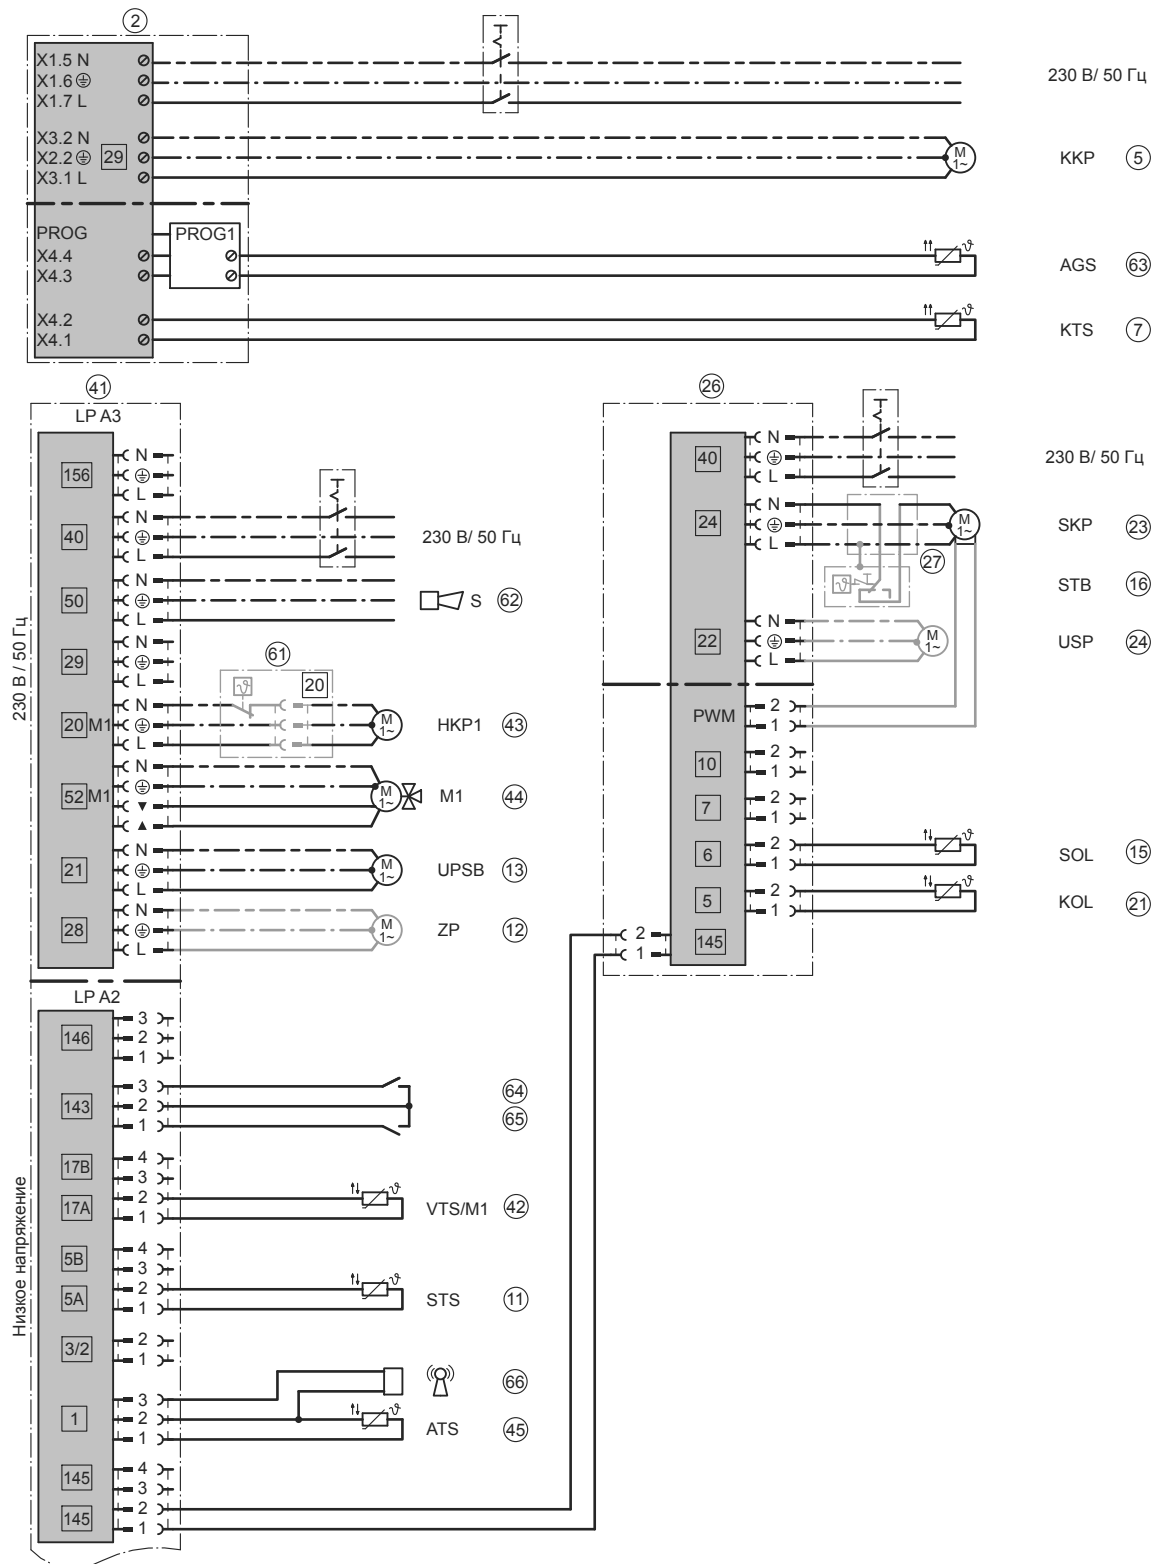 2
X1.5 N
X1.6
X1.7 L
230 В/ 50 Гц
X3.2 N
X2.2
29
X3.1 L
M
1~
KKP 5
PROG
PROG1
X4.4
X4.3
ϑ
AGS 63
X4.2
X4.1
ϑ
KTS 7
41
LP A3
230 В / 50 Гц
156
N
L
40
N
L
230 В/ 50 Гц
50
N
L
S 62
29
N
L
61
20
ϑ
20 M1
N
L
M
1~
HKP1 43
52 M1
N
▼
▲
M
1~
M1 44
21
N
L
M
1~
UPSB 13
28
N
L
M
1~
ZP 12
LP A2
Низкое напряжение
146
3
2
1
143
3
2
1
64
65
17B
4
3
17A
2
1
ϑ
VTS/M1 42
5B
4
3
5A
2
1
ϑ
STS 11
3/2
2
1
1
3
2
1
66
ϑ
ATS 45
145
4
3
145
2
1
26
40
N
L
230 В/ 50 Гц
24
N
L
M
1~
SKP 23
27
ϑ
STB 16
22
N
L
M
1~
USP 24
PWM
2
1
10
2
1
7
2
1
6
2
1
ϑ
SOL 15
5
2
1
ϑ
KOL 21
2
1
145